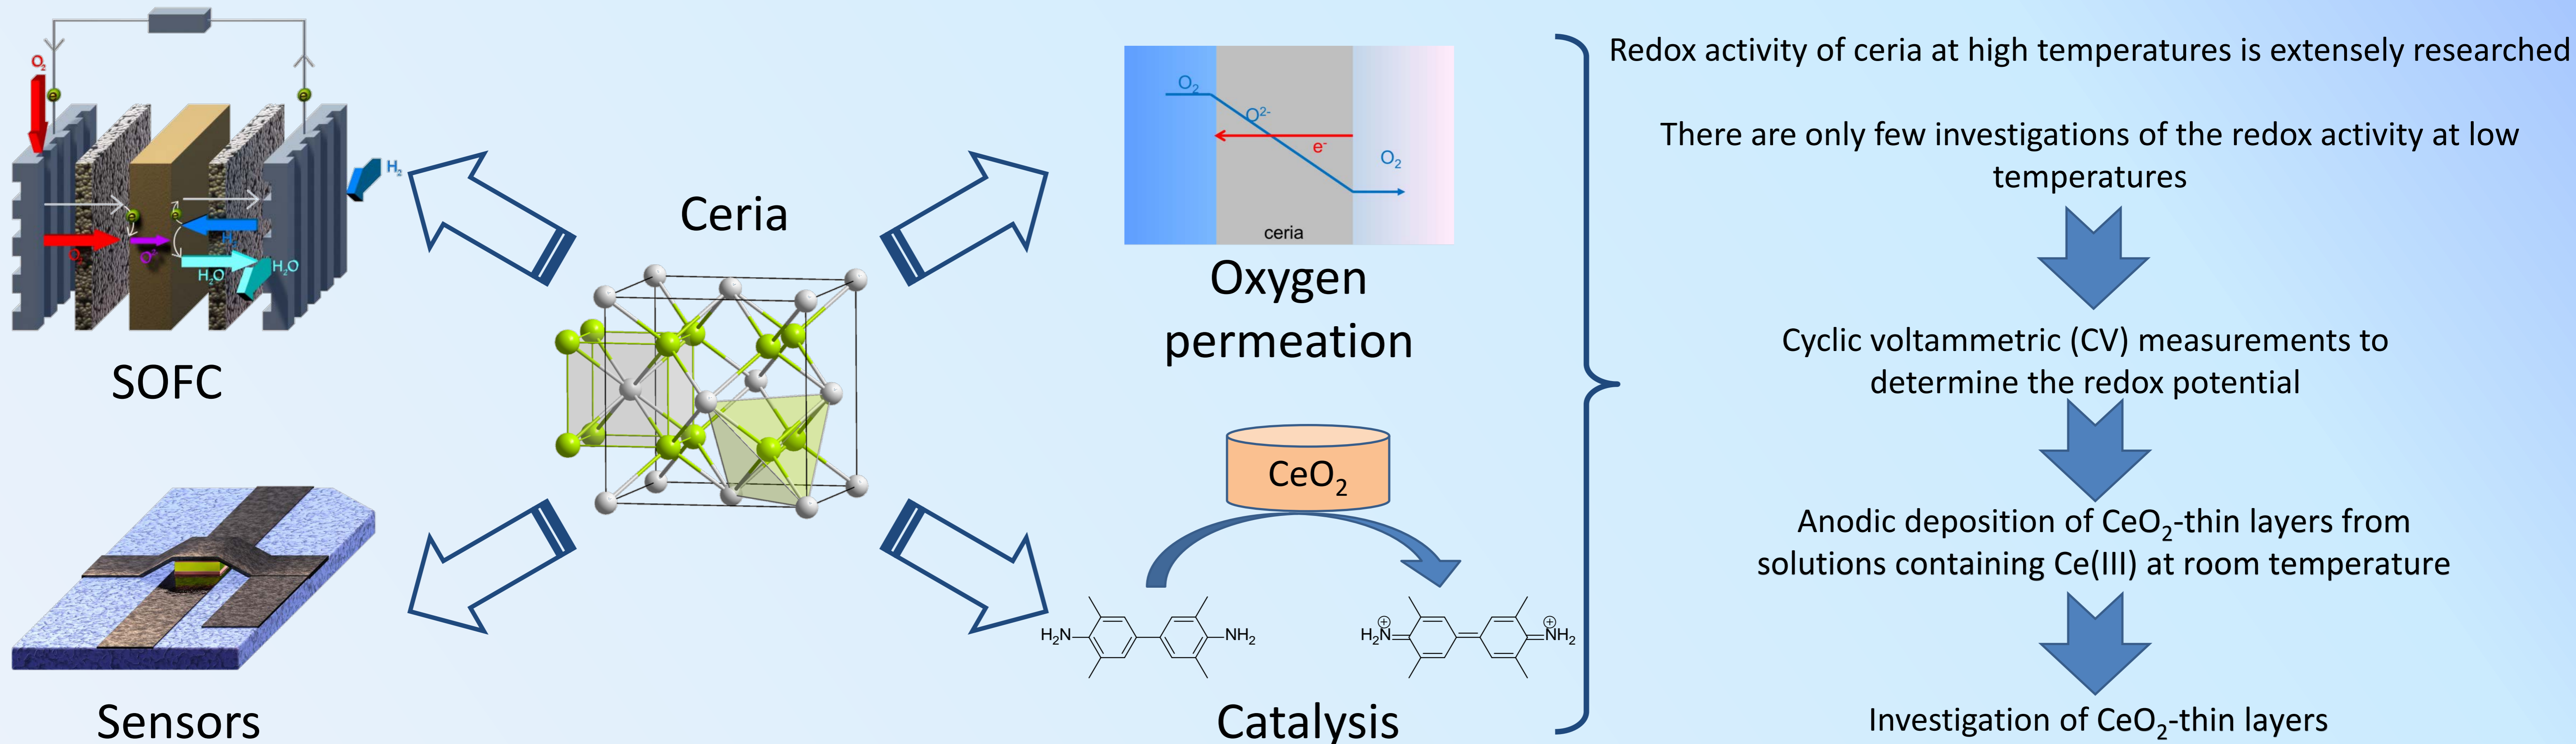 O₂
e
e
H₂
e
e
O₂
O²⁻
H₂
H₂O
H₂O
SOFC
Sensors
Ceria
O₂
O²⁻
e⁻
O₂
ceria
Oxygen
permeation
CeO₂
H₂N
NH₂
H₂N
+
+
NH₂
Catalysis
Redox activity of ceria at high temperatures is extensely researched
There are only few investigations of the redox activity at low
temperatures
Cyclic voltammetric (CV) measurements to
determine the redox potential
Anodic deposition of CeO₂-thin layers from
solutions containing Ce(III) at room temperature
Investigation of CeO₂-thin layers